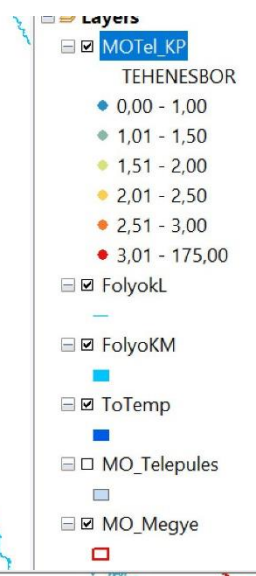 Layers
MOTel_KP
TEHENESBOR
0,00 - 1,00
1,01 - 1,50
1,51 - 2,00
2,01 - 2,50
2,51 - 3,00
3,01 - 175,00
FolyokL
FolyoKM
ToTemp
MO_Telepules
MO_Megye